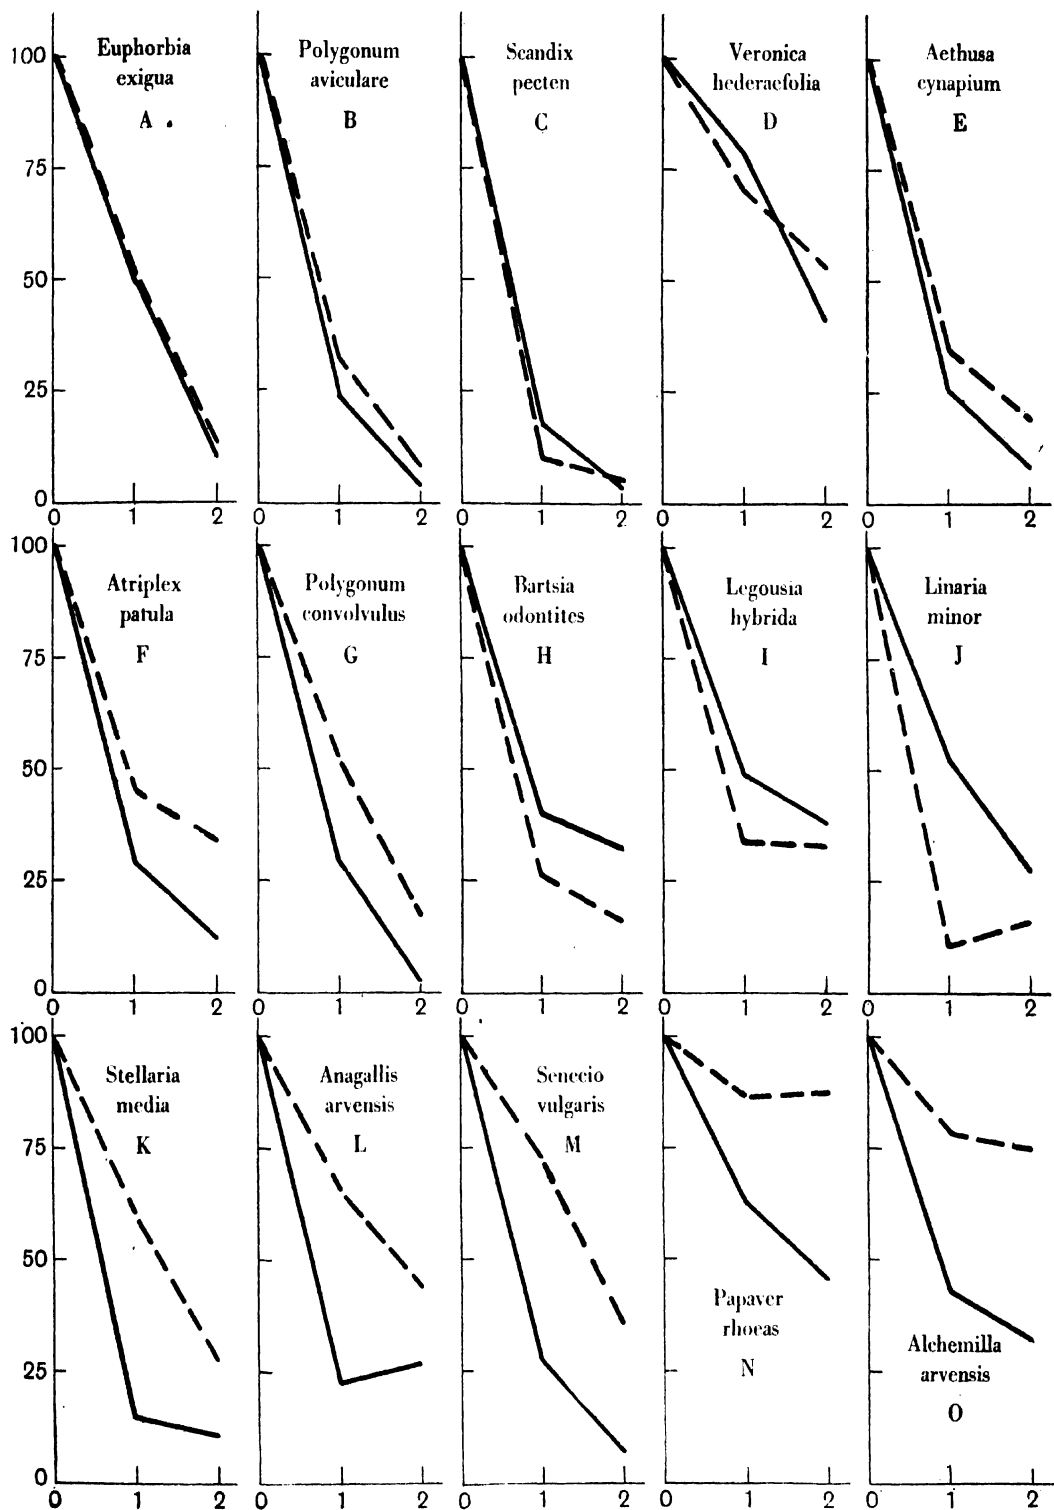 100
75
50
25
0
Euphorbia
exigua
A
0 1 2
Polygonum
aviculare
B
0 1 2
Scandix
pecten
C
0 1 2
Veronica
hederaefolia
D
0 1 2
Aethusa
cynapium
E
0 1 2
100
75
50
25
0
Atriplex
patula
F
0 1 2
Polygonum
convolvulus
G
0 1 2
Bartsia
odontites
H
0 1 2
Legousia
hybrida
I
0 1 2
Linaria
minor
J
0 1 2
100
75
50
25
0
Stellaria
media
K
0 1 2
Anagallis
arvensis
L
0 1 2
Senecio
vulgaris
M
0 1 2
Papaver
rhoeas
N
0 1 2
Alchemilla
arvensis
O
0 1 2